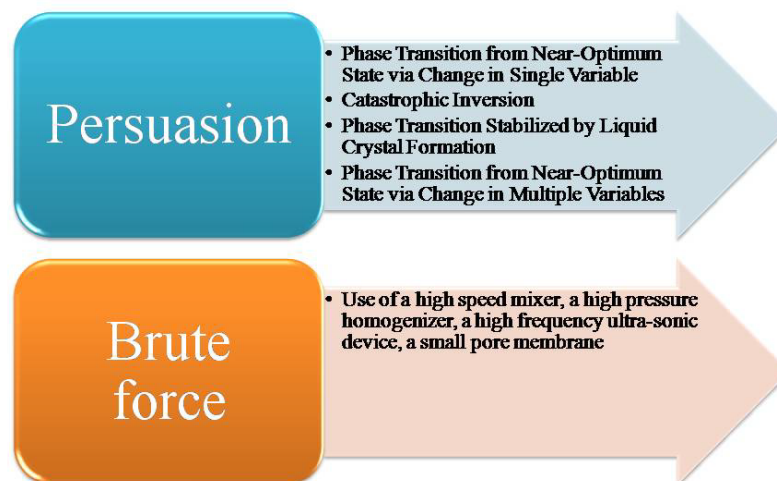 Persuasion
• Phase Transition from Near-Optimum
State via Change in Single Variable
• Catastrophic Inversion
• Phase Transition Stabilized by Liquid
Crystal Formation
• Phase Transition from Near-Optimum
State via Change in Multiple Variables
Brute
force
• Use of a high speed mixer, a high pressure
homogenizer, a high frequency ultra-sonic
device, a small pore membrane